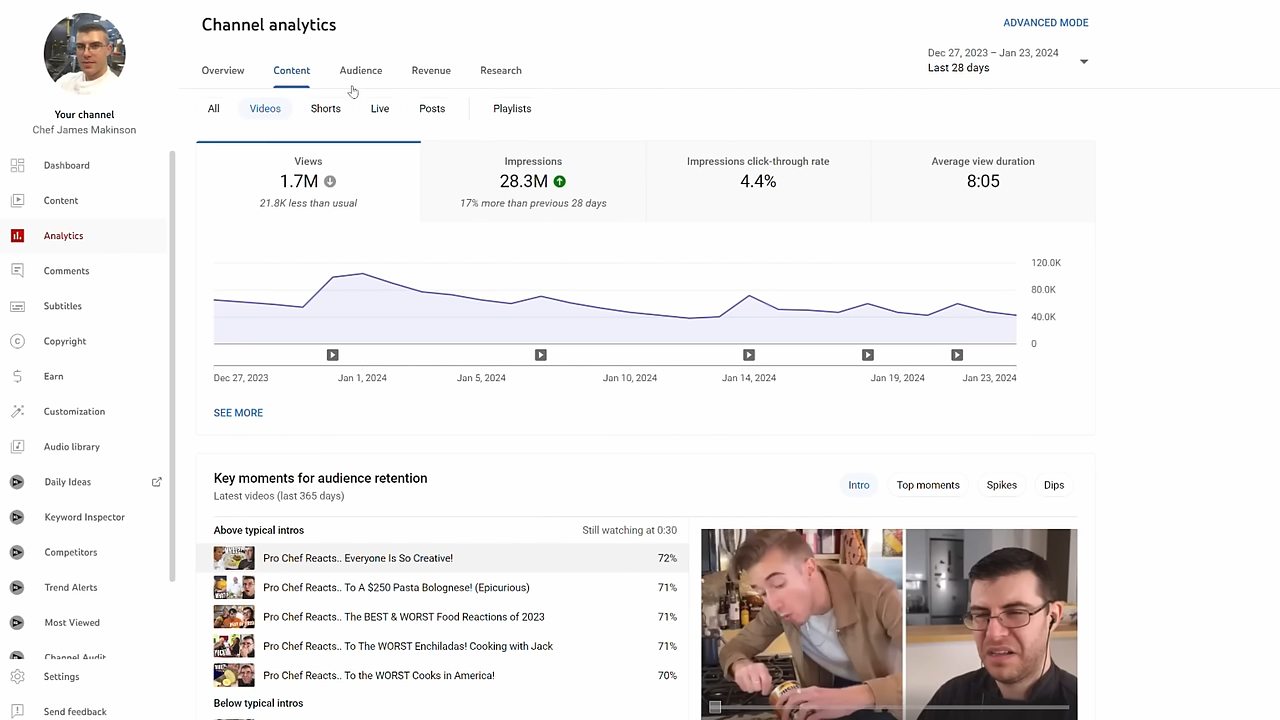 Channel analytics
ADVANCED MODE
Dec 27, 2023 – Jan 23, 2024
Last 28 days
Overview
Content
Audience
Revenue
Research
All
Videos
Shorts
Live
Posts
Playlists
Your channel
Chef James Makinson
Dashboard
Content
Analytics
Comments
Subtitles
Copyright
Earn
Customization
Audio library
Daily Ideas
Keyword Inspector
Competitors
Trend Alerts
Most Viewed
Channel Audit
Settings
Send feedback
Views
1.7M
21.8K less than usual
Impressions
28.3M
17% more than previous 28 days
Impressions click-through rate
4.4%
Average view duration
8:05
120.0K
80.0K
40.0K
0
Dec 27, 2023
Jan 1, 2024
Jan 5, 2024
Jan 10, 2024
Jan 14, 2024
Jan 19, 2024
Jan 23, 2024
SEE MORE
Key moments for audience retention
Latest videos (last 365 days)
Intro
Top moments
Spikes
Dips
Above typical intros
Still watching at 0:30
Pro Chef Reacts.. Everyone Is So Creative!
72%
Pro Chef Reacts.. To A $250 Pasta Bolognese! (Epicurious)
71%
Pro Chef Reacts.. The BEST & WORST Food Reactions of 2023
71%
Pro Chef Reacts.. To The WORST Enchiladas! Cooking with Jack
71%
Pro Chef Reacts.. To the WORST Cooks in America!
70%
Below typical intros